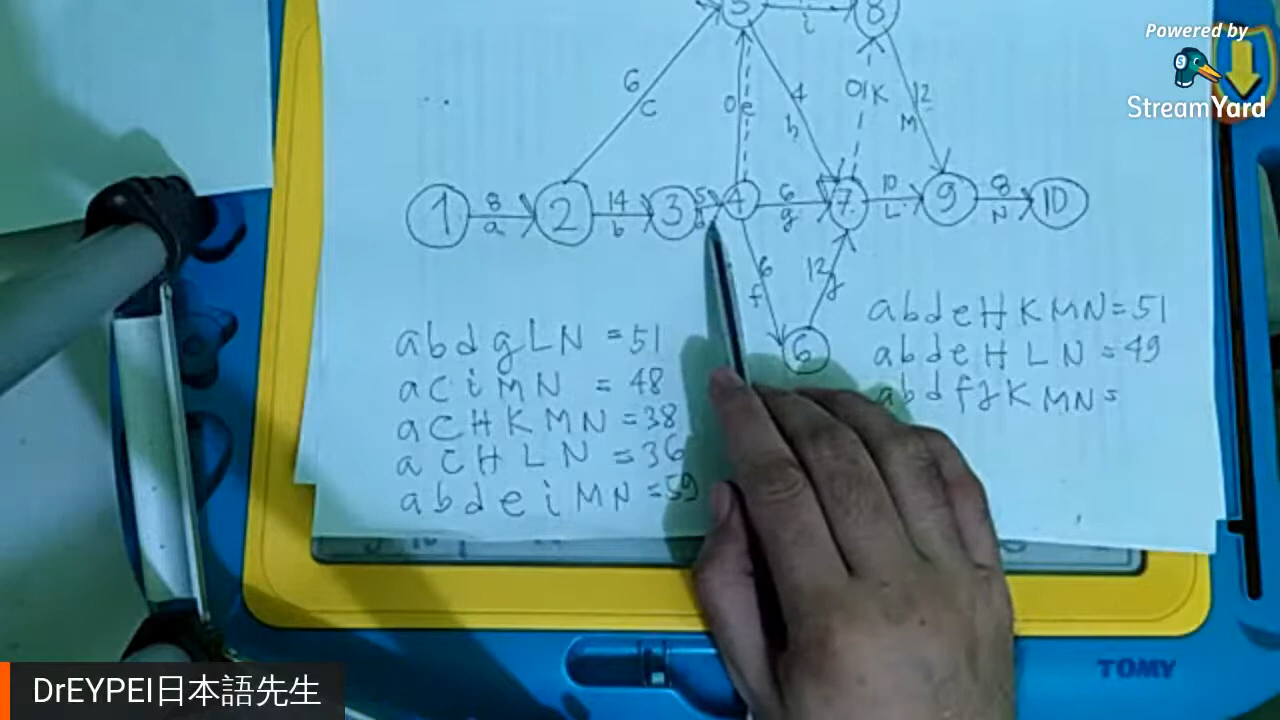 Powered by
StreamYard
8
i
6
c
0 e
4
h
0 K
12
M
1
8
a
2
14
b
3
5
4
6
g
7
10
L
9
8
N
10
6
f
12
j
6
abdgLN = 51
aciMN = 48
acHKMN = 38
acHLN = 36
abdeiMN = 59
abdeHKMN = 51
abdeHLN = 49
abdfjKMN =
TOMY
DrEYPEI日本語先生